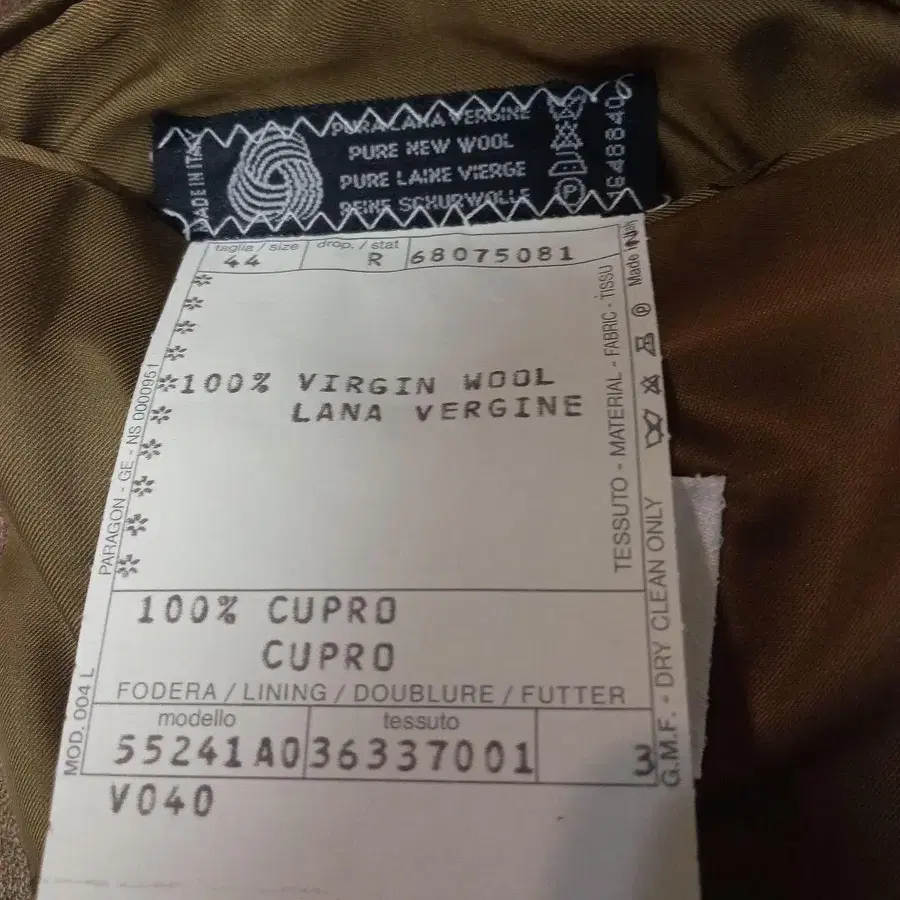 MADE IN ITALY
PURA LANA VERGINE
PURE NEW WOOL
PURE LAINE VIERGE
REINE SCHURWOLLE
taglia / size
drop. / stat
44
R
68075081
Made in
100% VIRGIN WOOL
LANA VERGINE
TESSUTO - MATERIAL - FABRIC - TISSU
PARAGON - GE - NS 0000951
100% CUPRO
CUPRO
FODERA / LINING / DOUBLURE / FUTTER
modello
tessuto
55241A0
36337001
3
V040
MOD. 004 L
G.M.F. - DRY CLEAN ONLY